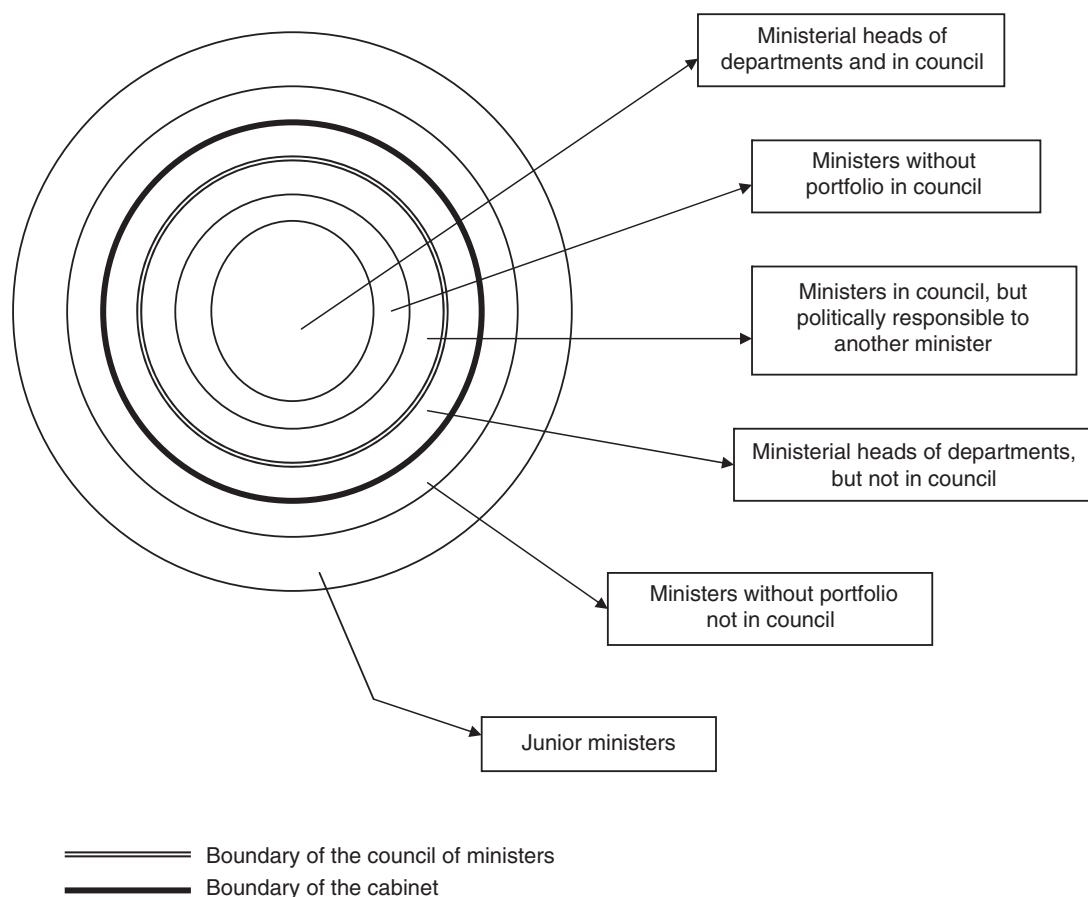 Ministerial heads of
departments and in council
Ministers without
portfolio in council
Ministers in council, but
politically responsible to
another minister
Ministerial heads of departments,
but not in council
Ministers without portfolio
not in council
Junior ministers
Boundary of the council of ministers
Boundary of the cabinet